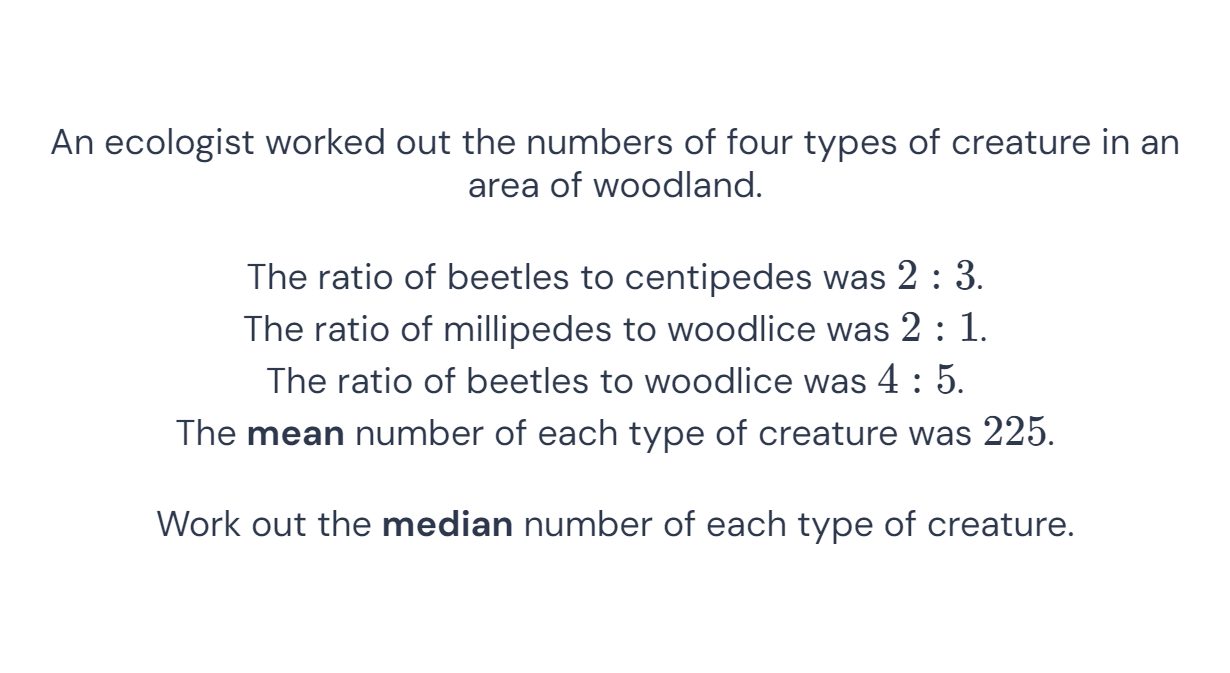 An ecologist worked out the numbers of four types of creature in an
area of woodland.
The ratio of beetles to centipedes was 2 : 3.
The ratio of millipedes to woodlice was 2 : 1.
The ratio of beetles to woodlice was 4 : 5.
The mean number of each type of creature was 225.
Work out the median number of each type of creature.